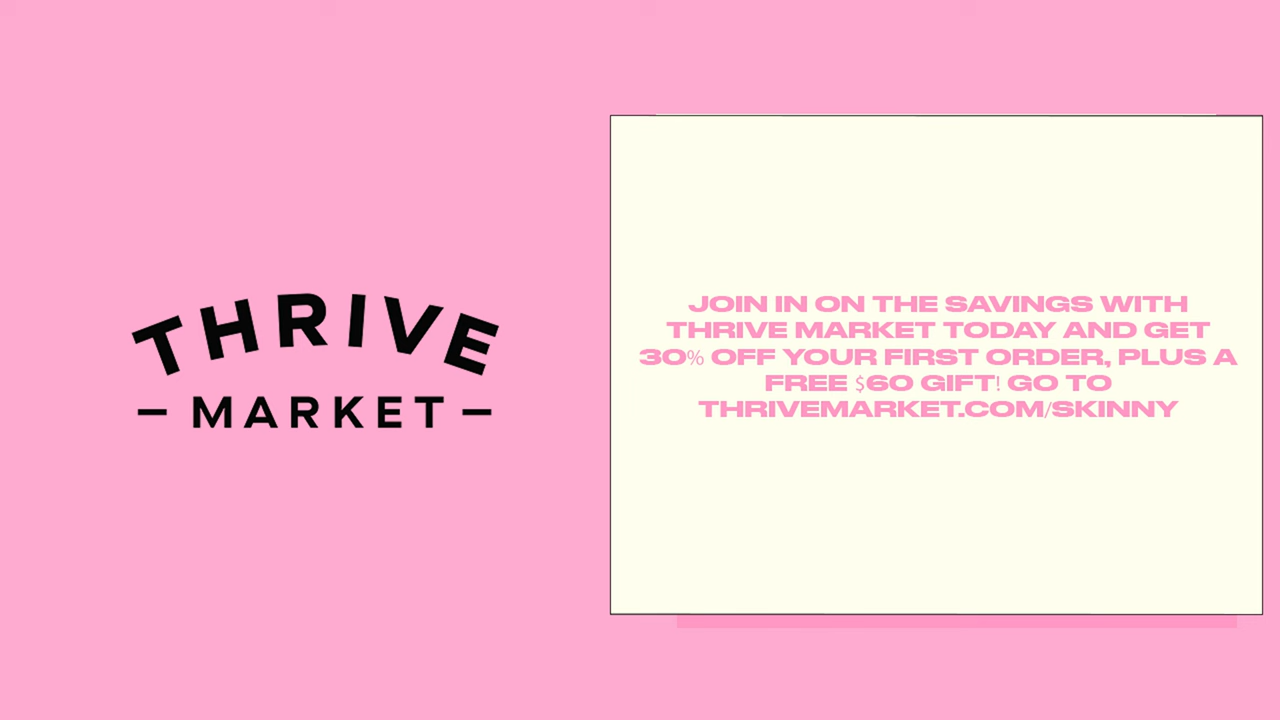 THRIVE
– MARKET –
JOIN IN ON THE SAVINGS WITH
THRIVE MARKET TODAY AND GET
30% OFF YOUR FIRST ORDER, PLUS A
FREE $60 GIFT! GO TO
THRIVEMARKET.COM/SKINNY